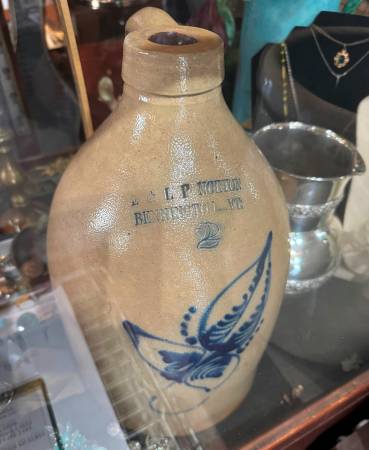 E & L P NORTON
BENNINGTON, VT
2